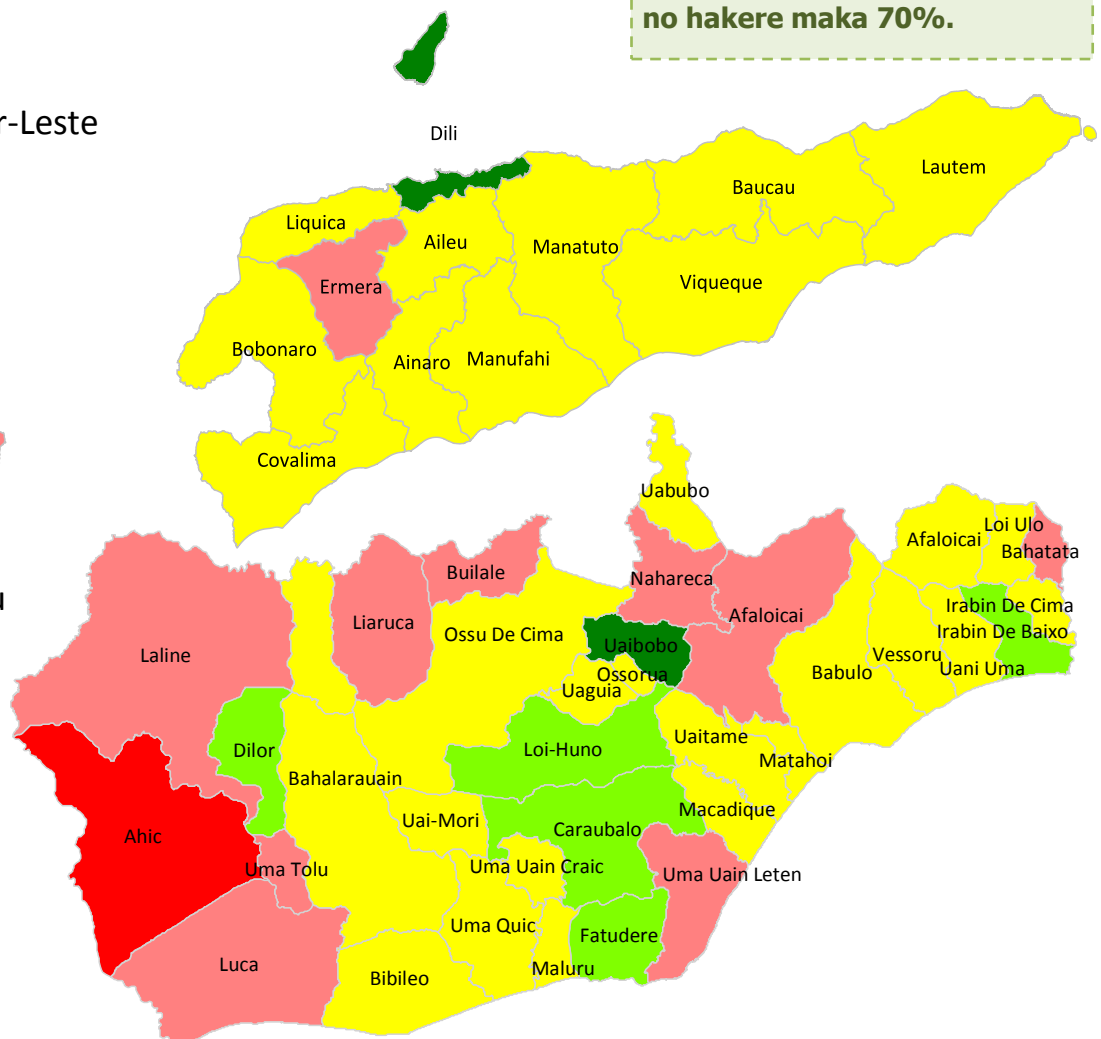 no hakere maka 70%.
r-Leste
Dili
Lautem
Baucau
Liquica
Aileu
Manatuto
Viqueque
Ermera
Bobonaro
Ainaro
Manufahi
Covalima
Uabubo
Loi Ulo
Afaloicai
Bahatata
Builale
Nahareca
Irabin De Cima
Afaloicai
Liaruca
Ossu De Cima
Irabin De Baixo
Uaibobo
Laline
Vessoru
Uani Uma
Babulo
Ossorua
Uaguia
Uaitame
Dilor
Loi-Huno
Matahoi
Bahalarauain
Macadique
Uai-Mori
Caraubalo
Ahic
Uma Tolu
Uma Uain Craic
Uma Uain Leten
Uma Quic
Fatudere
Luca
Maluru
Bibileo